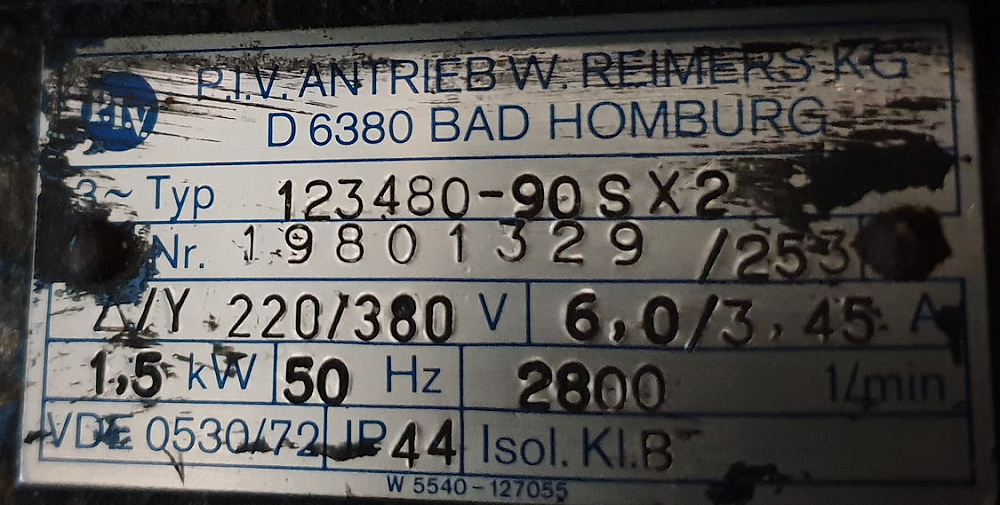 P.I.V. ANTRIEB W. REIMERS KG
P.I.V
D 6380 BAD HOMBURG
3~ Typ 123480-90 S X 2
Nr. 19801329 /253
Δ/Y 220/380 V 6,0/3,45 A
1,5 kW 50 Hz 2800 1/min
VDE 0530/72 IP 44 Isol. Kl. B
W 5540-127055